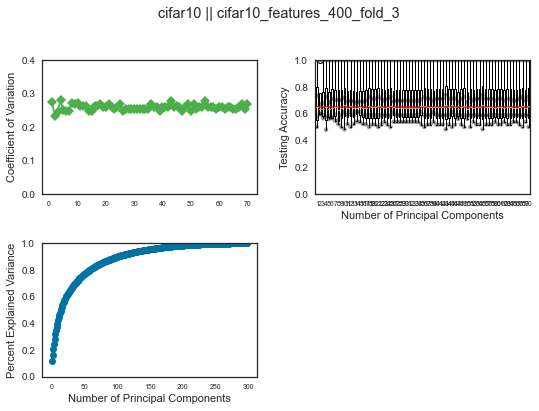 cifar10 || cifar10_features_400_fold_3
Coefficient of Variation
0.4
0.3
0.2
0.1
0.0
0 10 20 30 40 50 60 70
Testing Accuracy
1.0
0.8
0.6
0.4
0.2
0.0
Number of Principal Components
Percent Explained Variance
1.0
0.8
0.6
0.4
0.2
0.0
0 50 100 150 200 250 300
Number of Principal Components